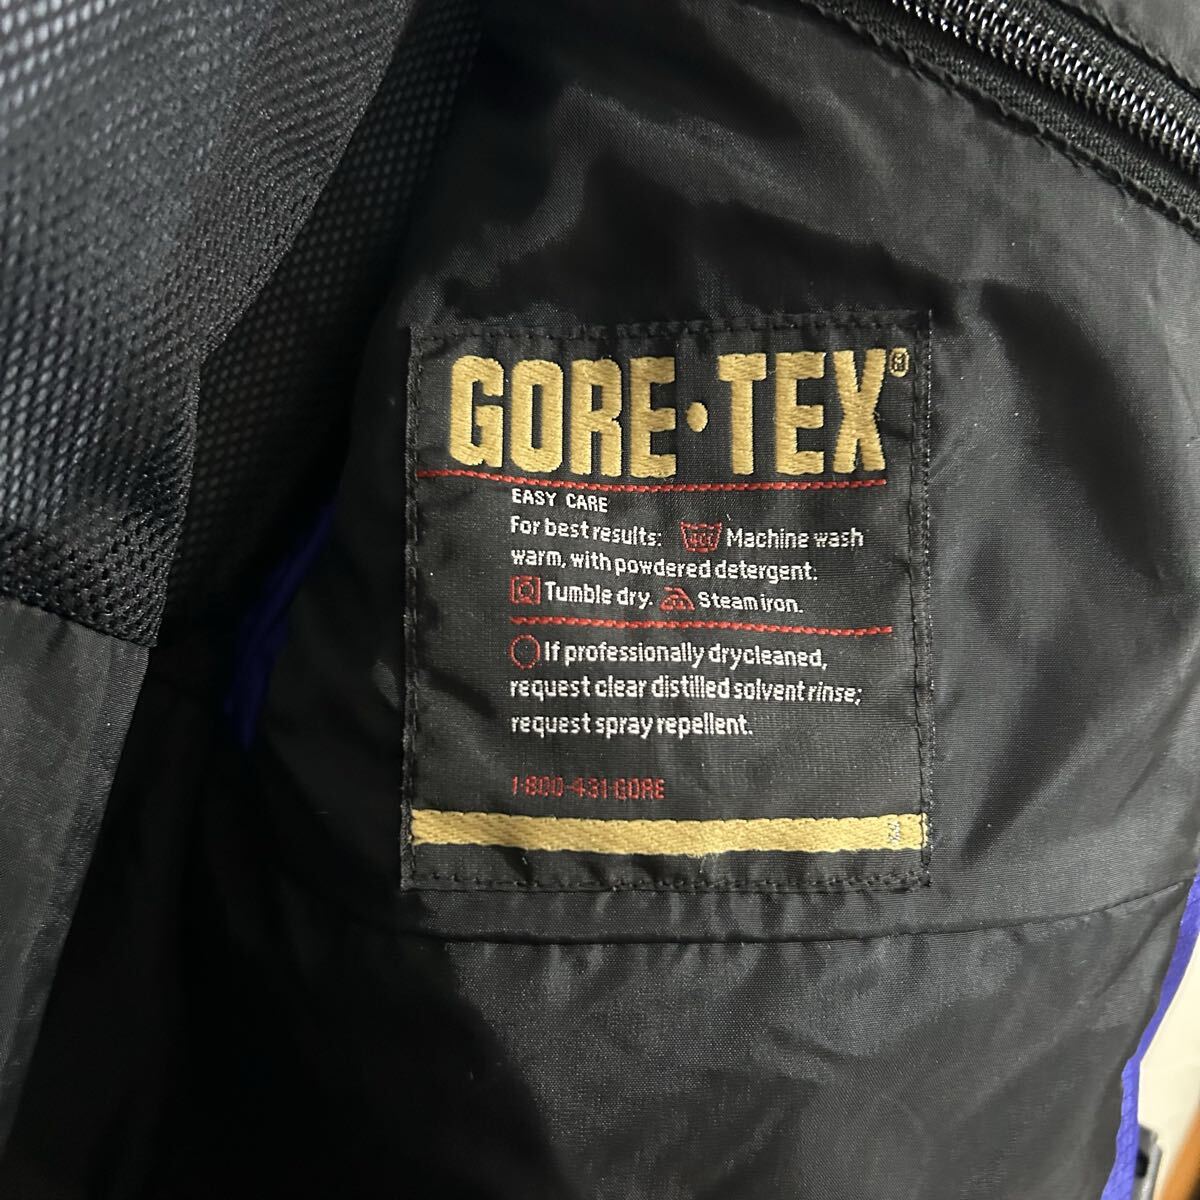 GORE·TEX®
EASY CARE
For best results: Machine wash
warm, with powdered detergent.
Tumble dry. Steam iron.
If professionally drycleaned,
request clear distilled solvent rinse;
request spray repellent.
1-800-431-GORE